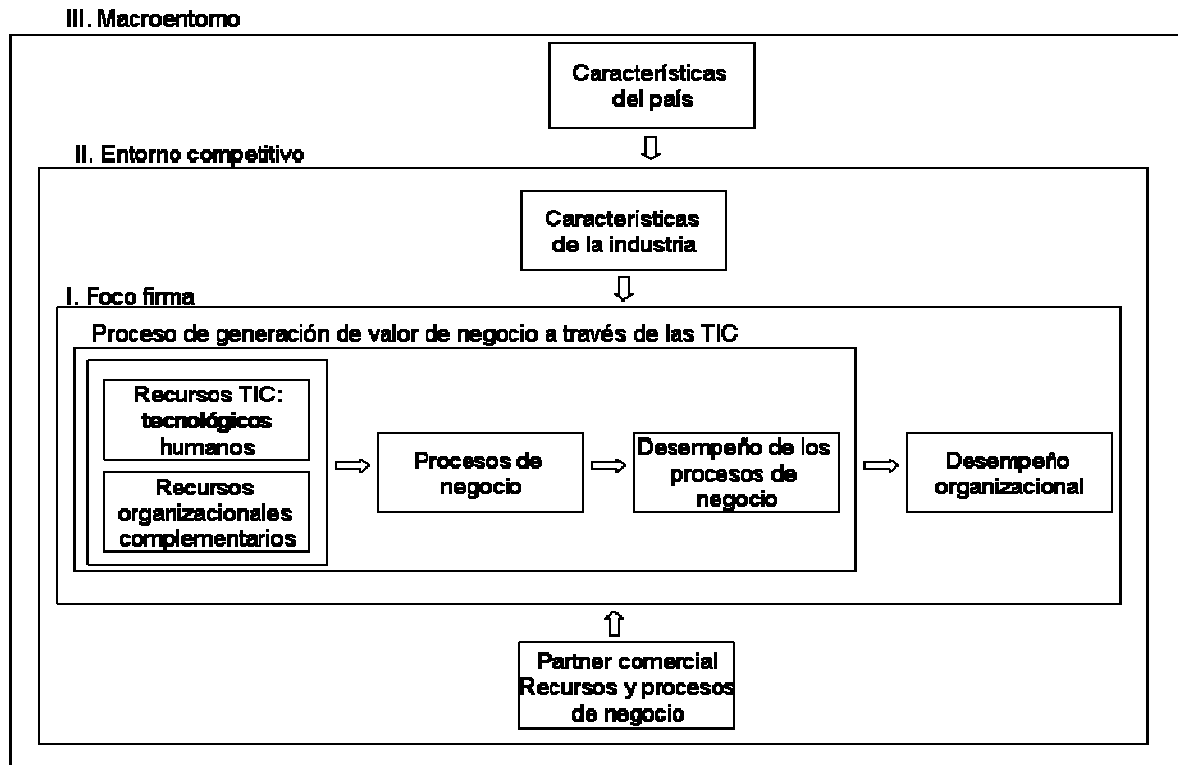 III. Macroentorno
Características
del país
II. Entorno competitivo
Características
de la industria
I. Foco firma
Proceso de generación de valor de negocio a través de las TIC
Recursos TIC:
tecnológicos
humanos
Recursos
organizacionales
complementarios
Procesos de
negocio
Desempeño de los
procesos de
negocio
Desempeño
organizacional
Partner comercial
Recursos y procesos
de negocio